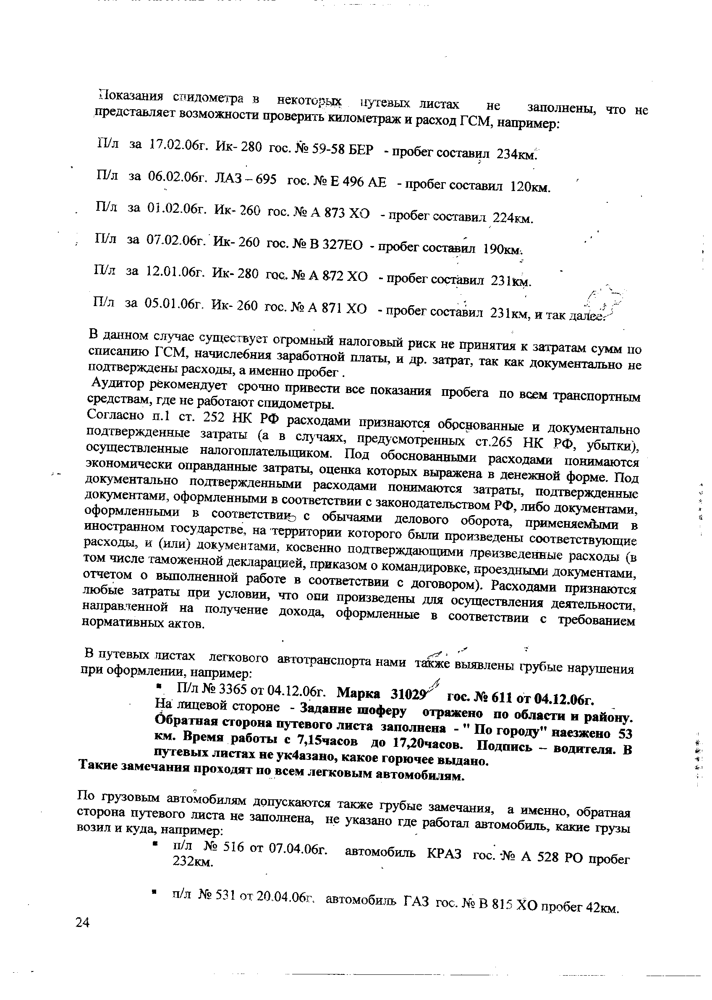 Показания спидометра в некоторых путевых листах не заполнены, что не
представляет возможности проверить километраж и расход ГСМ, например:
П/л за 17.02.06г. Ик- 280 гос. № 59-58 БЕР - пробег составил 234км.
П/л за 06.02.06г. ЛАЗ – 695 гос. № Е 496 АЕ - пробег составил 120км.
П/л за 01.02.06г. Ик- 260 гос. № А 873 ХО - пробег составил 224км.
П/л за 07.02.06г. Ик- 260 гос. № В 327ЕО - пробег составил 190км.
П/л за 12.01.06г. Ик- 280 гос. № А 872 ХО - пробег составил 231км.
П/л за 05.01.06г. Ик- 260 гос. № А 871 ХО - пробег составил 231км, и так далее.
В данном случае существует огромный налоговый риск не принятия к затратам сумм по
списанию ГСМ, начислебния заработной платы, и др. затрат, так как документально не
подтверждены расходы, а именно пробег .
Аудитор рекомендует срочно привести все показания пробега по всем транспортным
средствам, где не работают спидометры.
Согласно п.1 ст. 252 НК РФ расходами признаются обоснованные и документально
подтвержденные затраты (а в случаях, предусмотренных ст.265 НК РФ, убытки),
осуществленные налогоплательщиком. Под обоснованными расходами понимаются
экономически оправданные затраты, оценка которых выражена в денежной форме. Под
документально подтвержденными расходами понимаются затраты, подтвержденные
документами, оформленными в соответствии с законодательством РФ, либо документами,
оформленными в соответствии с обычаями делового оборота, применяемыми в
иностранном государстве, на территории которого были произведены соответствующие
расходы, и (или) документами, косвенно подтверждающими произведенные расходы (в
том числе таможенной декларацией, приказом о командировке, проездными документами,
отчетом о выполненной работе в соответствии с договором). Расходами признаются
любые затраты при условии, что они произведены для осуществления деятельности,
направленной на получение дохода, оформленные в соответствии с требованием
нормативных актов.
В путевых листах легкового автотранспорта нами также выявлены грубые нарушения
при оформлении, например:
▪ П/л № 3365 от 04.12.06г. Марка 31029 гос. № 611 от 04.12.06г.
На лицевой стороне - Задание шоферу отражено по области и району.
Обратная сторона путевого листа заполнена - " По городу" наезжено 53
км. Время работы с 7,15часов до 17,20часов. Подпись – водителя. В
путевых листах не ук4азано, какое горючее выдано.
Такие замечания проходят по всем легковым автомобилям.
По грузовым автомобилям допускаются также грубые замечания, а именно, обратная
сторона путевого листа не заполнена, не указано где работал автомобиль, какие грузы
возил и куда, например:
▪ п/л № 516 от 07.04.06г. автомобиль КРАЗ гос. № А 528 РО пробег
232км.
▪ п/л № 531 от 20.04.06г. автомобиль ГАЗ гос. № В 815 ХО пробег 42км.
24